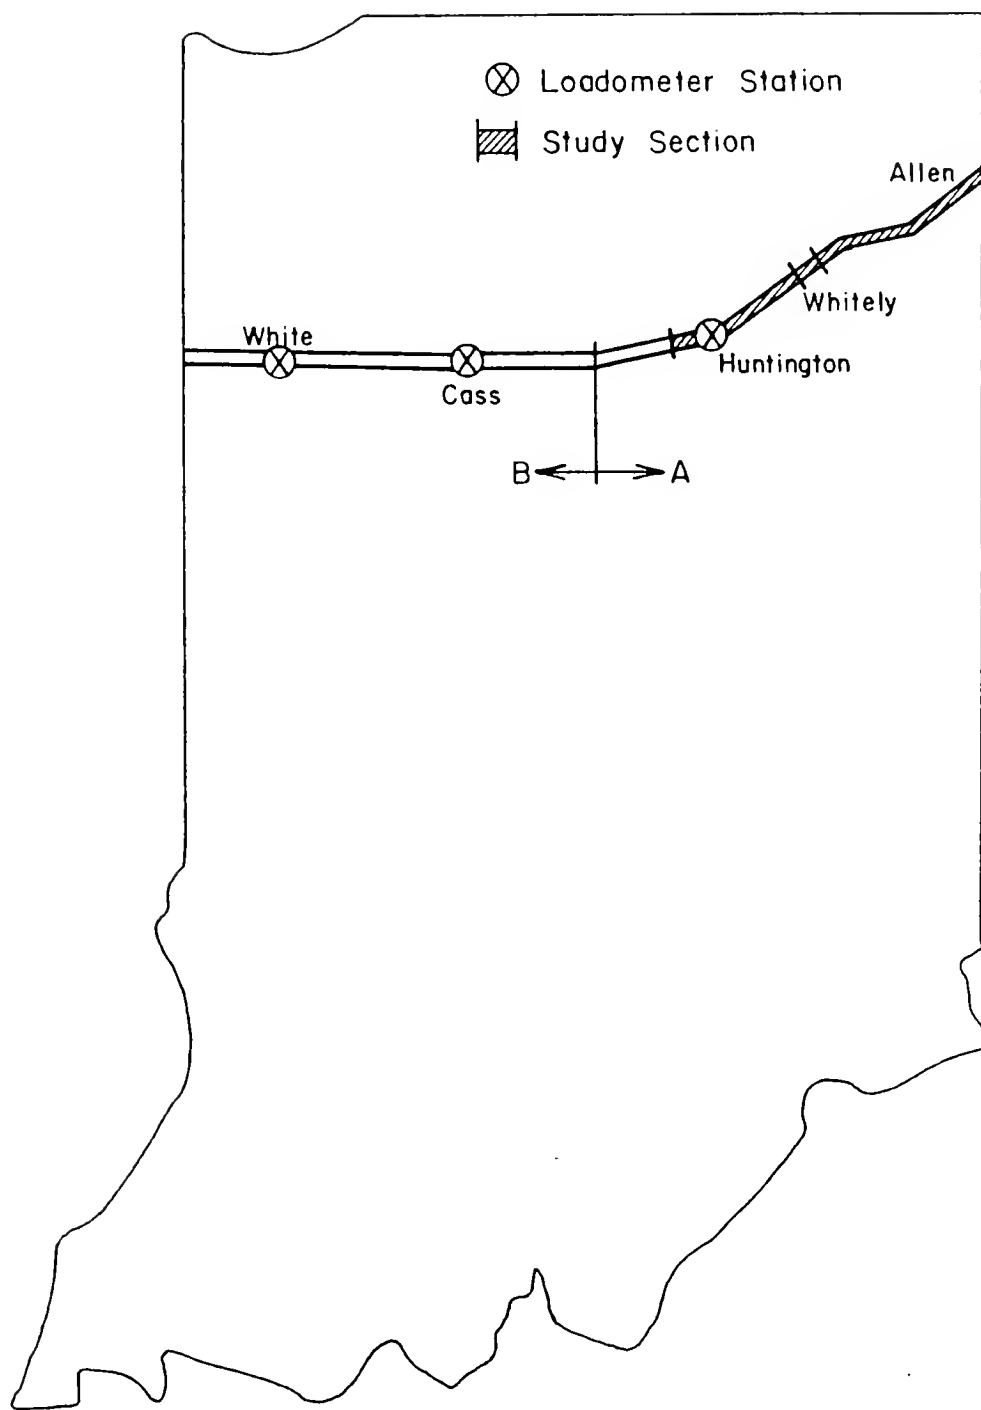 Loadometer Station
Study Section
Allen
Whitely
White
Huntington
Cass
B A